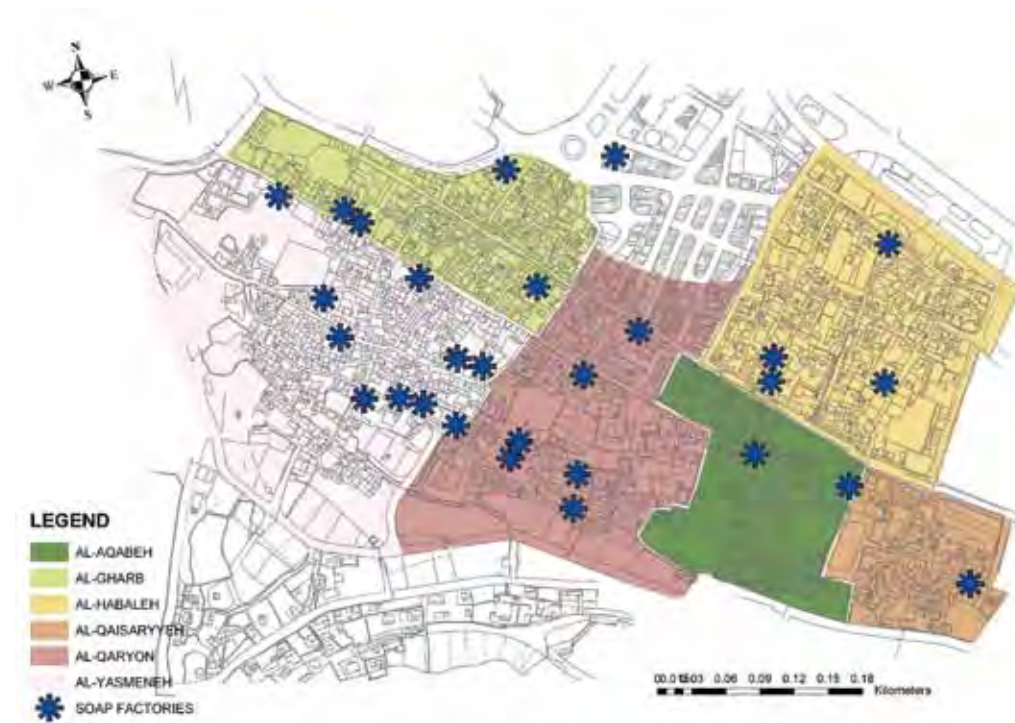 N
W E
S
LEGEND
AL-AQABEH
AL-GHARB
AL-HABALEH
AL-QAISARYYEH
AL-QARYON
AL-YASMENEH
SOAP FACTORIES
0.06 0.09 0.12 0.15 0.18
Kilometers